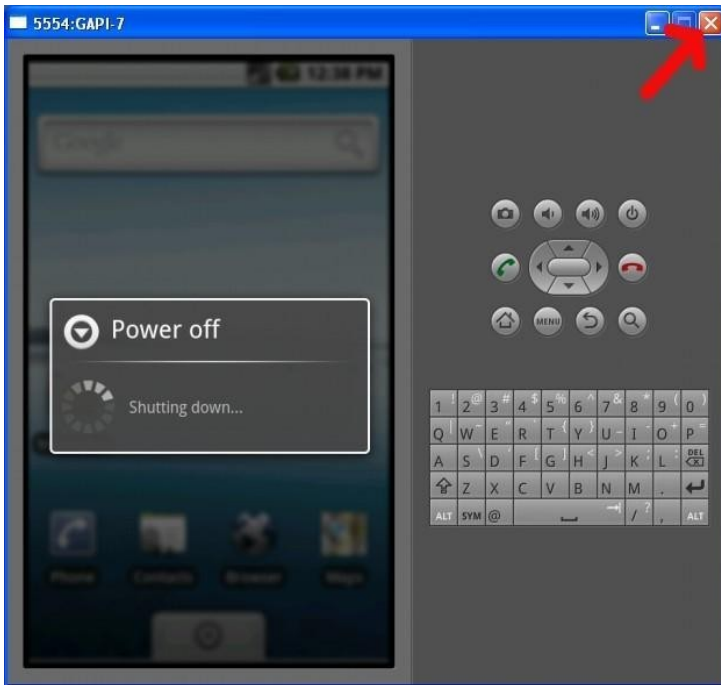 5554:GAPI-7
12:38 PM
Google
Power off
Shutting down...
Phone Contacts Browser Maps
MENU
1 ! 2 @ 3 # 4 $ 5 % 6 ^ 7 & 8 * 9 ( 0 )
Q | W ~ E " R ` T { Y } U - I - O + P =
A S \ D ' F [ G ] H < J > K ; L : DEL
Z X C V B N M .
ALT SYM @ / ? , ALT